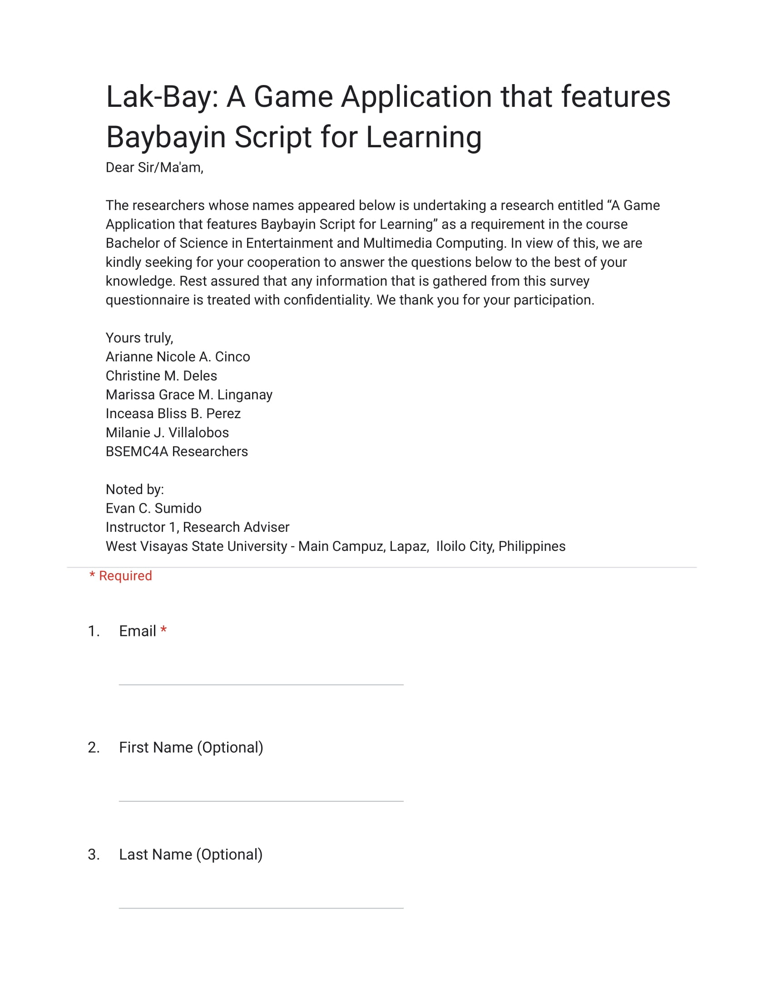 Lak-Bay: A Game Application that features
Baybayin Script for Learning
Dear Sir/Ma'am,
The researchers whose names appeared below is undertaking a research entitled “A Game
Application that features Baybayin Script for Learning” as a requirement in the course
Bachelor of Science in Entertainment and Multimedia Computing. In view of this, we are
kindly seeking for your cooperation to answer the questions below to the best of your
knowledge. Rest assured that any information that is gathered from this survey
questionnaire is treated with confidentiality. We thank you for your participation.
Yours truly,
Arianne Nicole A. Cinco
Christine M. Deles
Marissa Grace M. Linganay
Inceasa Bliss B. Perez
Milanie J. Villalobos
BSEMC4A Researchers
Noted by:
Evan C. Sumido
Instructor 1, Research Adviser
West Visayas State University - Main Campuz, Lapaz,  Iloilo City, Philippines
* Required
1. Email *
2. First Name (Optional)
3. Last Name (Optional)